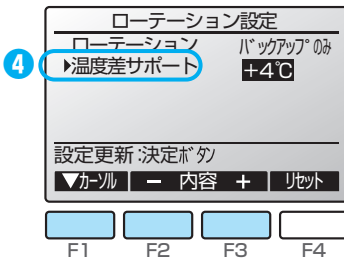 ローテーション設定
ローテーション バックアップのみ
4 ▶温度差サポート +4℃
設定更新:決定ボタン
▼カーソル － 内容 ＋ リセット
F1 F2 F3 F4